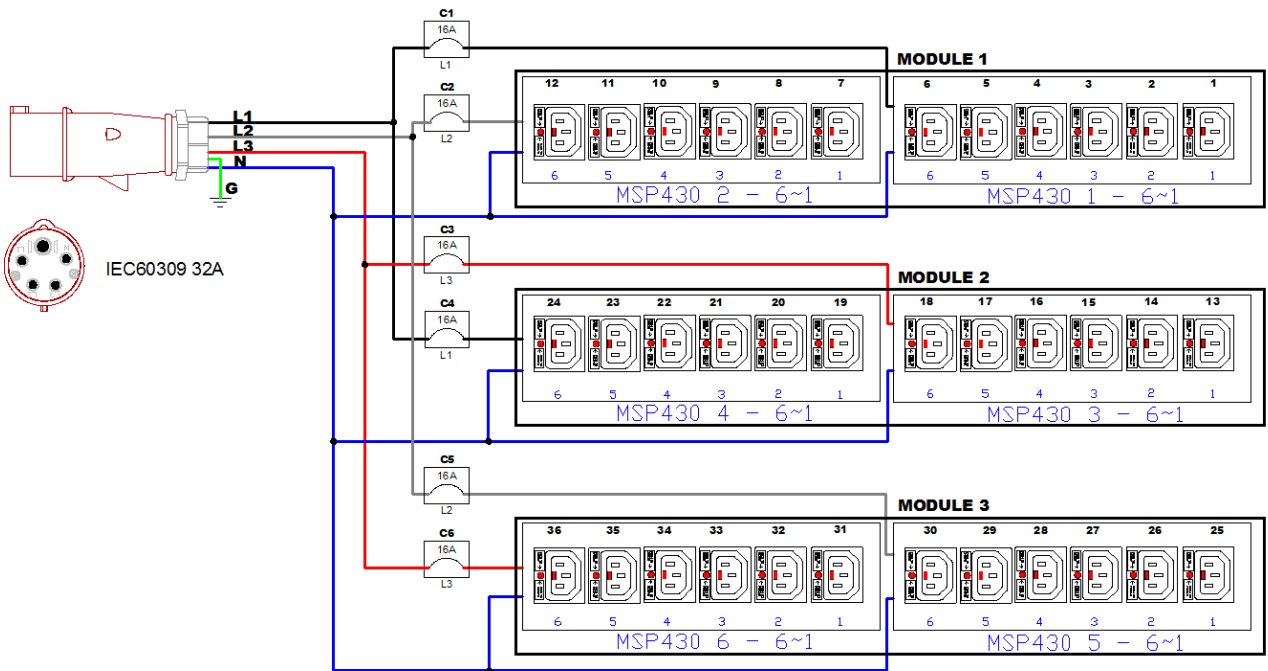 C1
16A
L1
MODULE 1
C2
16A
L2
12 11 10 9 8 7
6 5 4 3 2 1
L1
L2
L3
N
G
6 5 4 3 2 1
6 5 4 3 2 1
MSP430 2 - 6~1
MSP430 1 - 6~1
IEC60309 32A
C3
16A
L3
MODULE 2
C4
16A
L1
24 23 22 21 20 19
18 17 16 15 14 13
6 5 4 3 2 1
6 5 4 3 2 1
MSP430 4 - 6~1
MSP430 3 - 6~1
C5
16A
L2
MODULE 3
C6
16A
L3
36 35 34 33 32 31
30 29 28 27 26 25
6 5 4 3 2 1
6 5 4 3 2 1
MSP430 6 - 6~1
MSP430 5 - 6~1